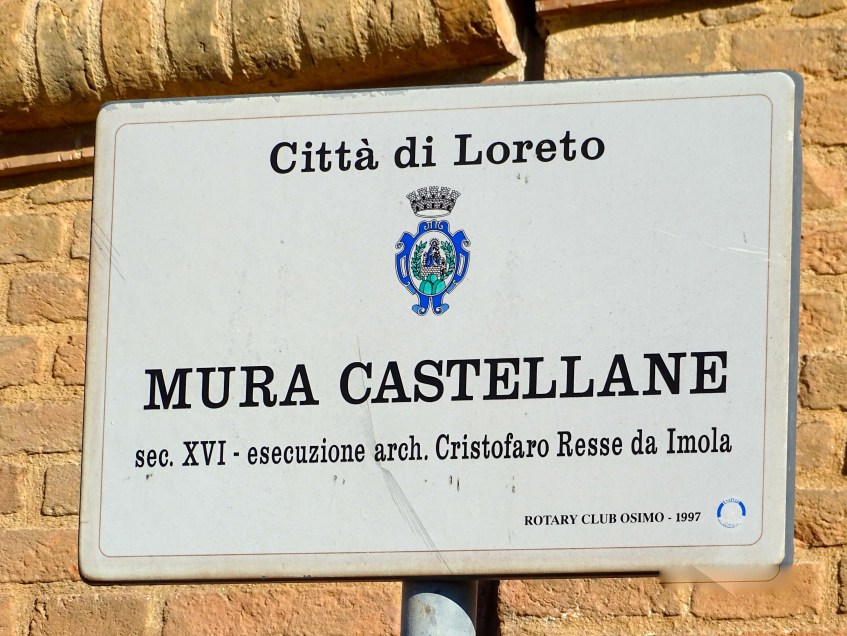 Città di Loreto
MURA CASTELLANE
sec. XVI - esecuzione arch. Cristofaro Resse da Imola
ROTARY CLUB OSIMO - 1997